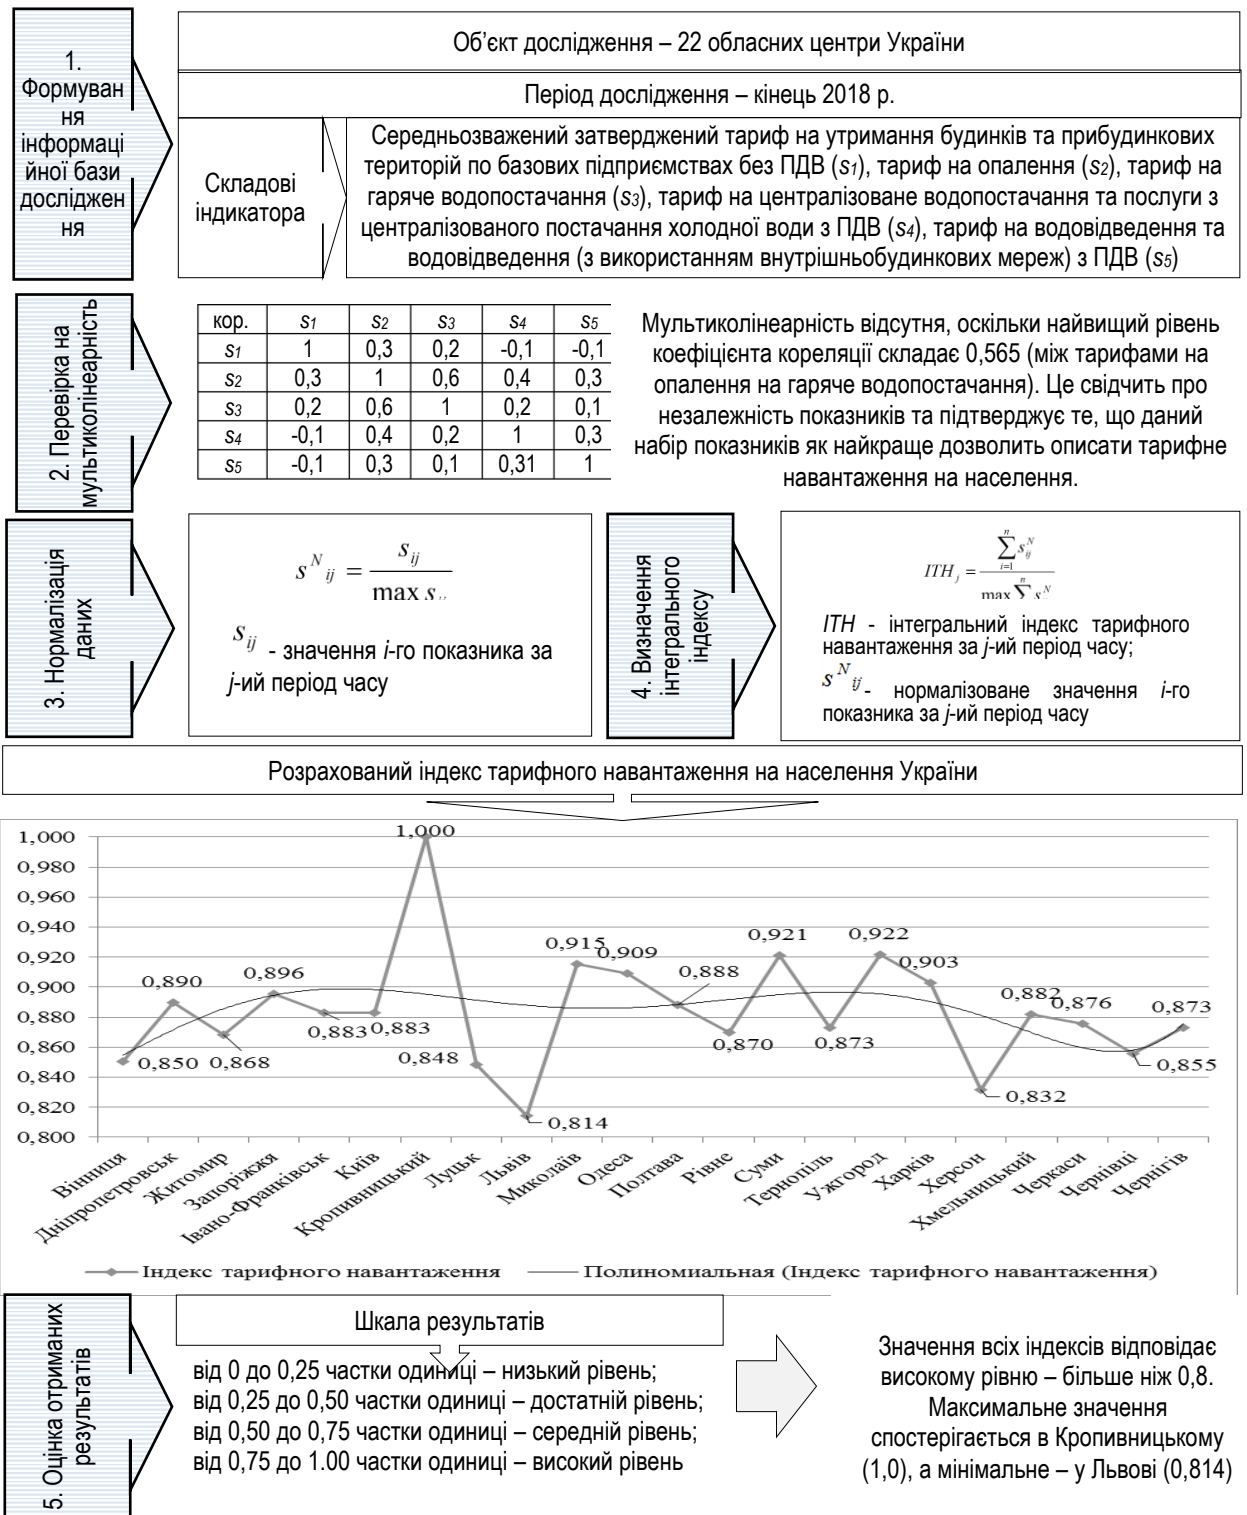 1.
Формуван
ня
інформаці
йної бази
дослідже
ня
Об’єкт дослідження – 22 обласних центри України
Період дослідження – кінець 2018 р.
Складові
індикатора
Середньозважений затверджений тариф на утримання будинків та прибудинкових
територій по базових підприємствах без ПДВ (s1), тариф на опалення (s2), тариф на
гаряче водопостачання (s3), тариф на централізоване водопостачання та послуги з
централізованого постачання холодної води з ПДВ (s4), тариф на водовідведення та
водовідведення (з використанням внутрішньобудинкових мереж) з ПДВ (s5)
2. Перевірка на
мультиколінеарність
кор. s1 s2 s3 s4 s5
s1 1 0,3 0,2 -0,1 -0,1
s2 0,3 1 0,6 0,4 0,3
s3 0,2 0,6 1 0,2 0,1
s4 -0,1 0,4 0,2 1 0,3
s5 -0,1 0,3 0,1 0,31 1
Мультиколінеарність відсутня, оскільки найвищий рівень
коефіцієнта кореляції складає 0,565 (між тарифами на
опалення на гаряче водопостачання). Це свідчить про
незалежність показників та підтверджує те, що даний
набір показників як найкраще дозволить описати тарифне
навантаження на населення.
3. Нормалізація
даних
s^N ij = s ij / max s
s ij - значення i-го показника за
j-ий період часу
4. Визначення
інтегрального
індексу
ITH j = n ∑ i=1 s^N ij / max n ∑ s^N
ITH - інтегральний індекс тарифного
навантаження за j-ий період часу;
s^N ij - нормалізоване значення i-го
показника за j-ий період часу
Розрахований індекс тарифного навантаження на населення України
1,000
0,980
0,960
0,940
0,920
0,900
0,880
0,860
0,840
0,820
0,800
0,850
0,890
0,868
0,896
0,883
0,883
1,000
0,848
0,814
0,915
0,909
0,888
0,870
0,921
0,873
0,922
0,903
0,832
0,882
0,876
0,855
0,873
Вінниця
Дніпропетровськ
Житомир
Запоріжжя
Івано-Франківськ
Київ
Кропивницький
Луцьк
Львів
Миколаїв
Одеса
Полтава
Рівне
Суми
Тернопіль
Ужгород
Харків
Херсон
Хмельницький
Черкаси
Чернівці
Чернігів
Індекс тарифного навантаження
Полиномиальная (Індекс тарифного навантаження)
5. Оцінка отриманих
результатів
Шкала результатів
від 0 до 0,25 частки одиниці – низький рівень;
від 0,25 до 0,50 частки одиниці – достатній рівень;
від 0,50 до 0,75 частки одиниці – середній рівень;
від 0,75 до 1.00 частки одиниці – високий рівень
Значення всіх індексів відповідає
високому рівню – більше ніж 0,8.
Максимальне значення
спостерігається в Кропивницькому
(1,0), а мінімальне – у Львові (0,814)